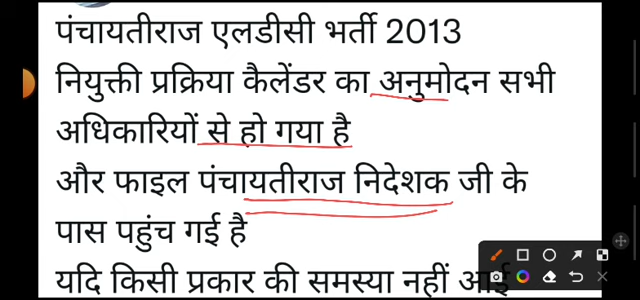 पंचायतीराज एलडीसी भर्ती 2013
नियुक्ती प्रक्रिया कैलेंडर का अनुमोदन सभी
अधिकारियों से हो गया है
और फाइल पंचायतीराज निदेशक जी के
पास पहुंच गई है
यदि किसी प्रकार की समस्या नहीं आई